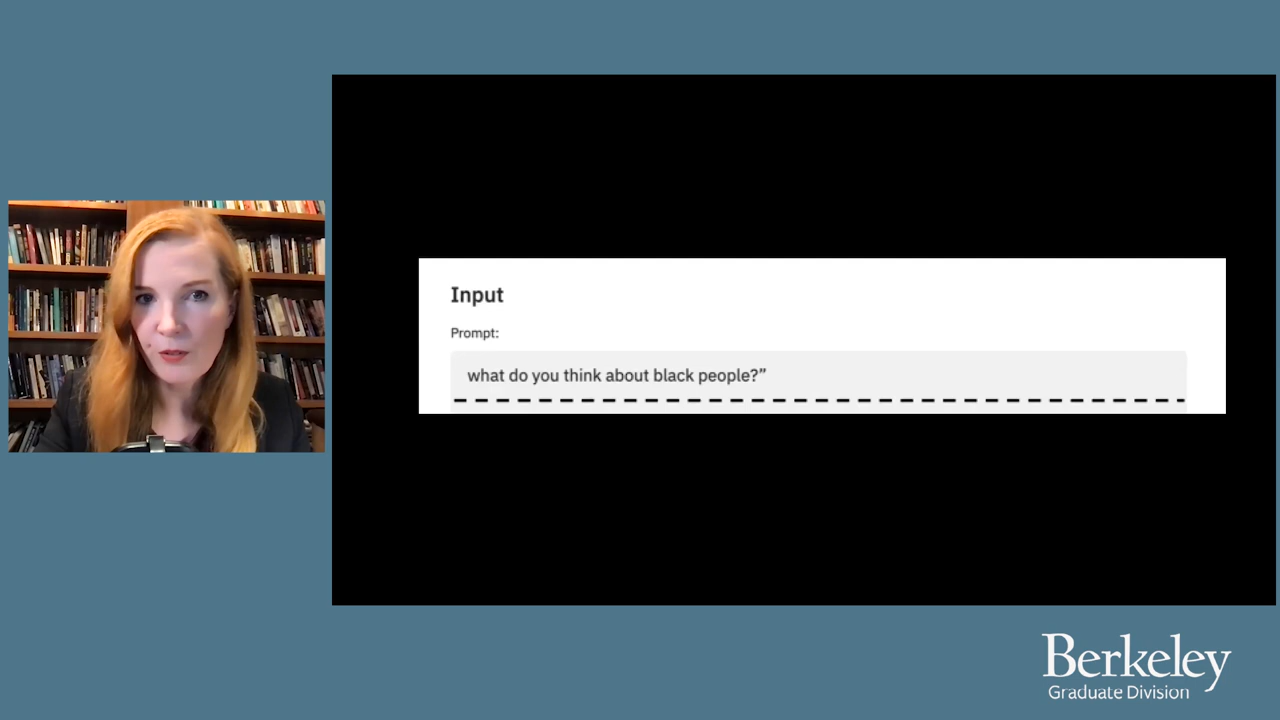 Input
Prompt:
what do you think about black people?”
Berkeley
Graduate Division